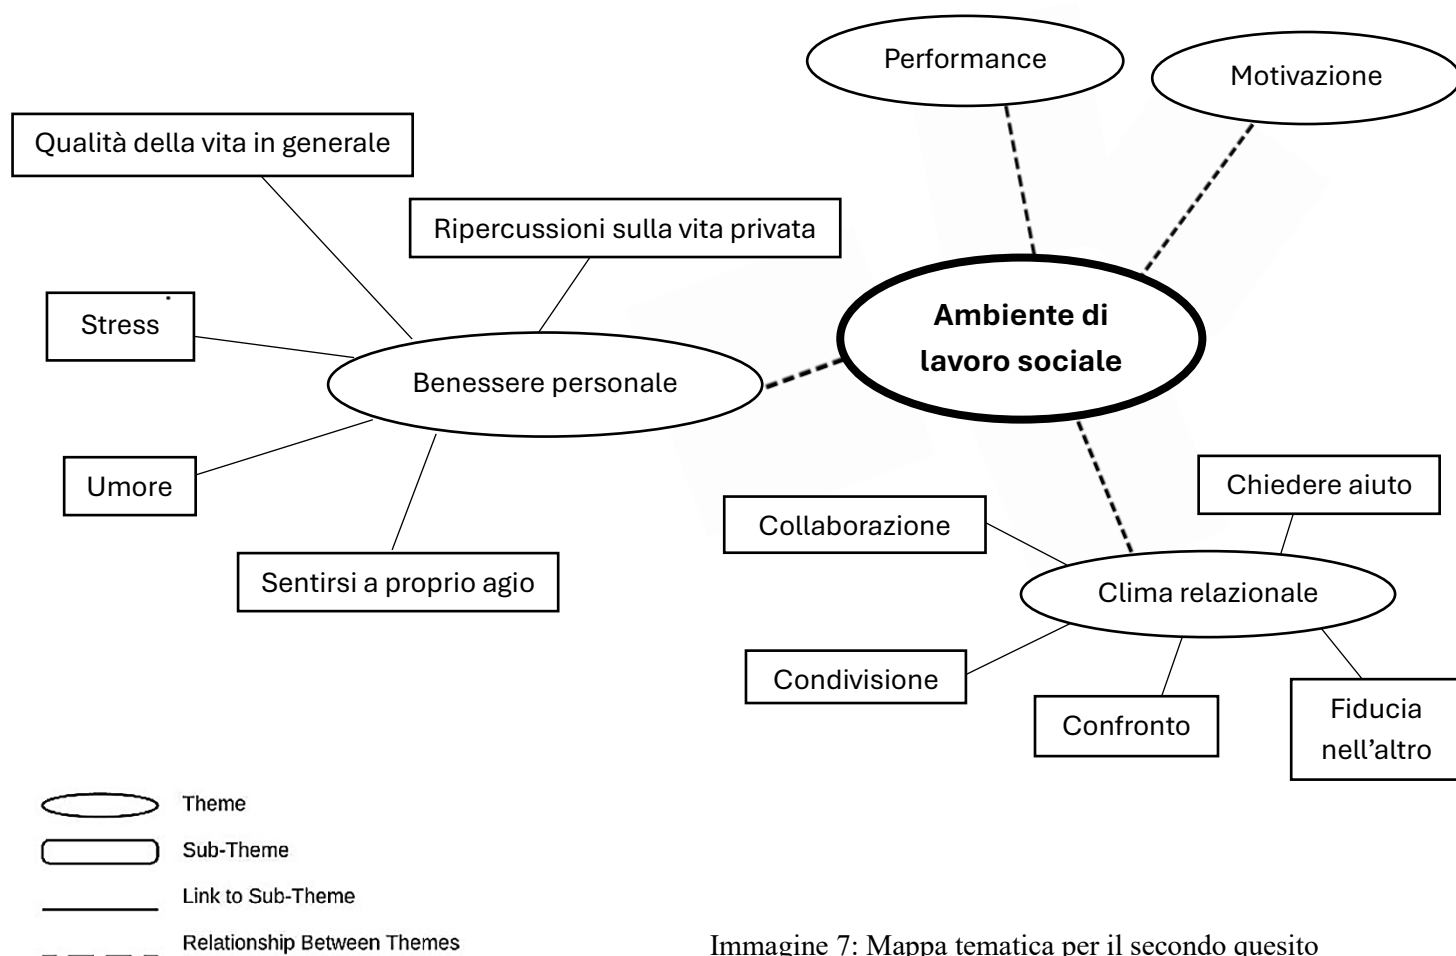 Performance
Motivazione
Qualità della vita in generale
Ripercussioni sulla vita privata
Stress
Ambiente di
lavoro sociale
Benessere personale
Umore
Chiedere aiuto
Collaborazione
Sentirsi a proprio agio
Clima relazionale
Condivisione
Confronto
Fiducia
nell'altro
Theme
Sub-Theme
Link to Sub-Theme
Relationship Between Themes
Immagine 7: Mappa tematica per il secondo quesito